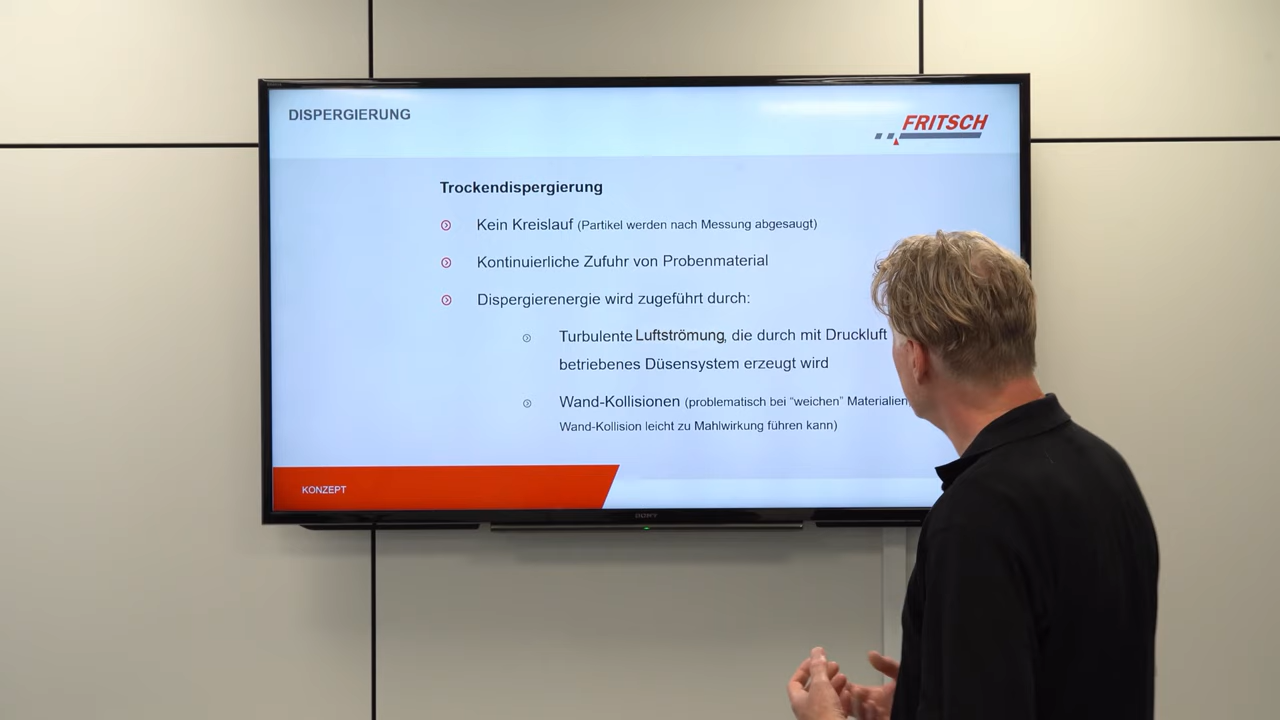 DISPERGIERUNG
FRITSCH
Trockendispergierung
Kein Kreislauf (Partikel werden nach Messung abgesaugt)
Kontinuierliche Zufuhr von Probenmaterial
Dispergierenergie wird zugeführt durch:
Turbulente Luftströmung, die durch mit Druckluft
betriebenes Düsensystem erzeugt wird
Wand-Kollisionen (problematisch bei “weichen” Materialien
Wand-Kollision leicht zu Mahlwirkung führen kann)
KONZEPT
SONY